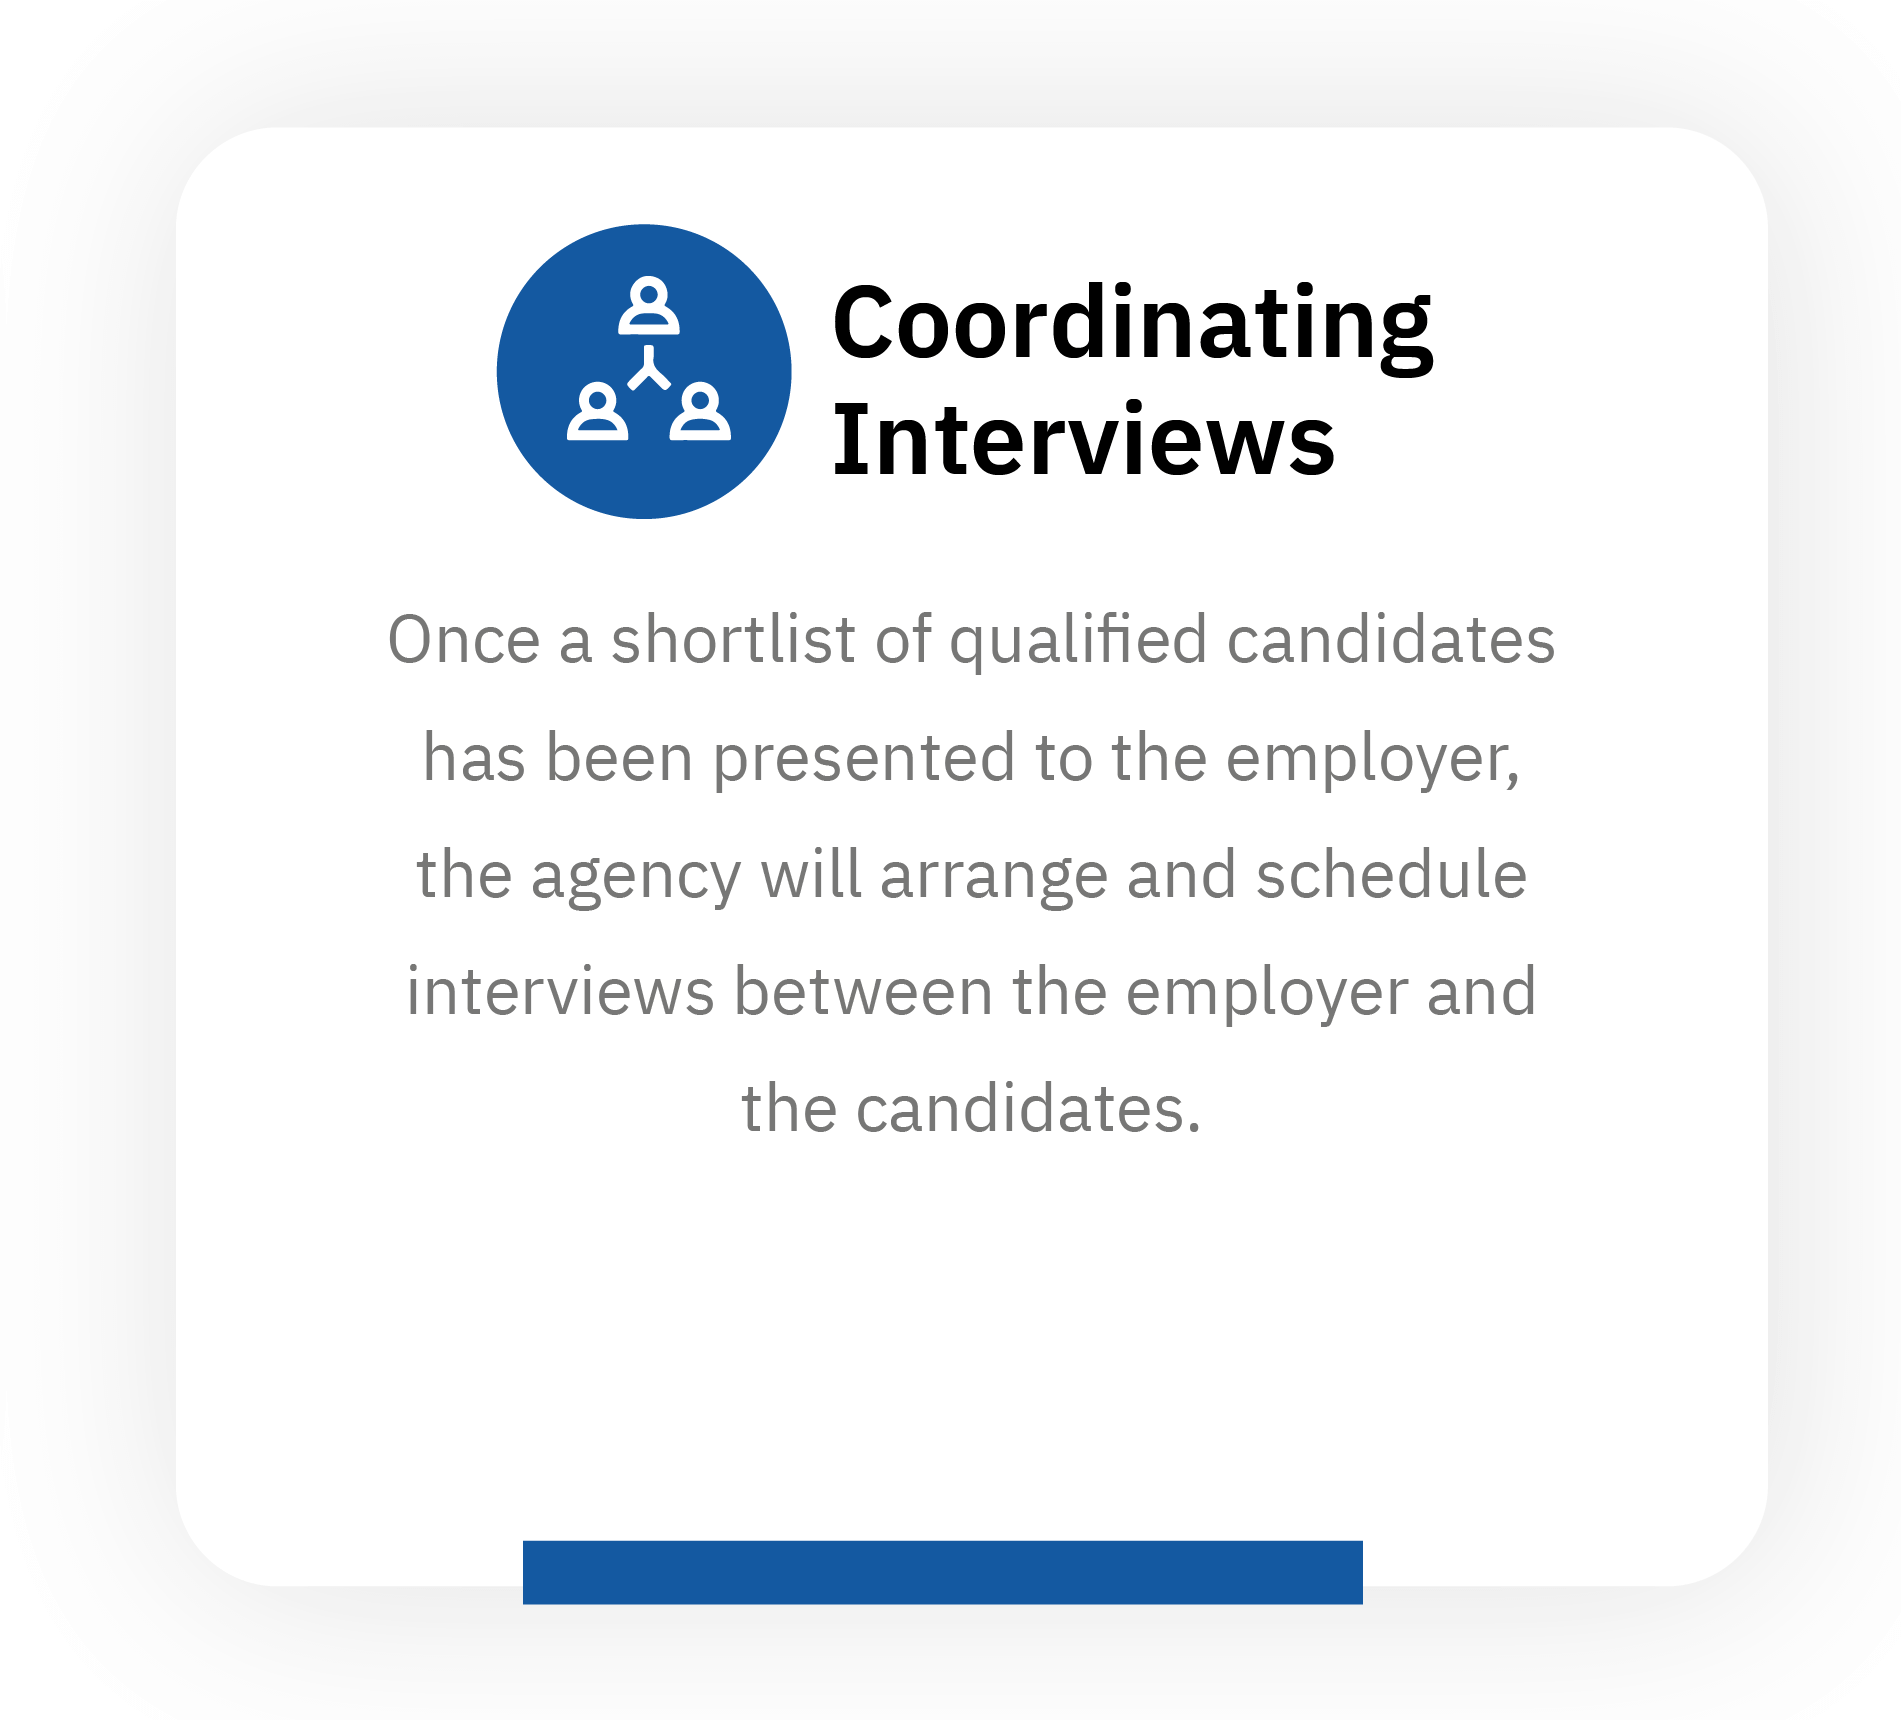 Coordinating
Interviews
Once a shortlist of qualified candidates
has been presented to the employer,
the agency will arrange and schedule
interviews between the employer and
the candidates.